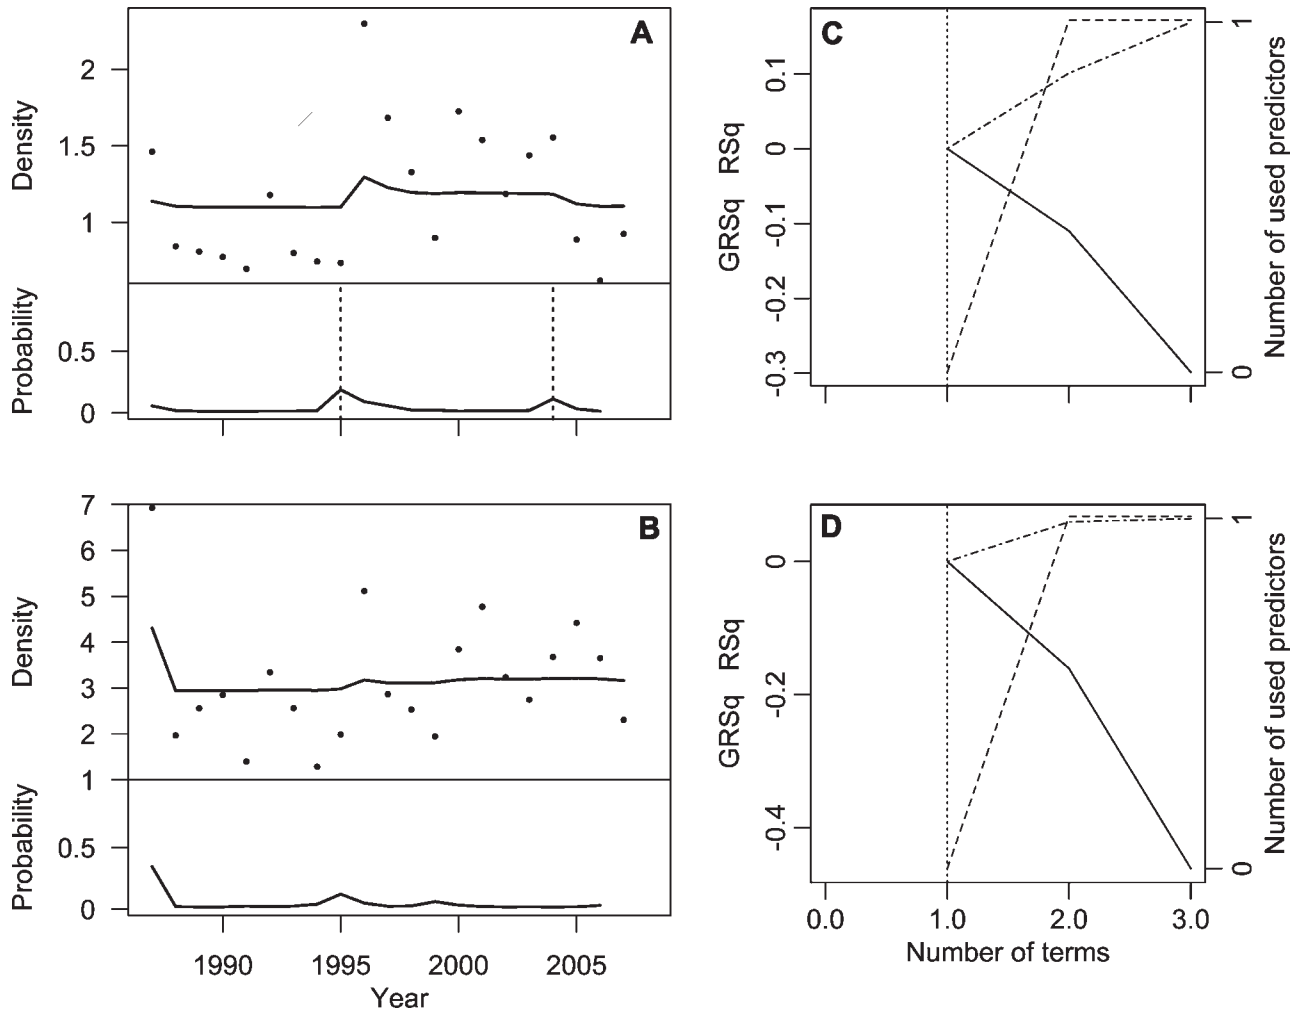 A
Density
2
1.5
1
Probability
0.5
0
B
Density
7
6
5
4
3
2
1
Probability
0.5
0
1990 1995 2000 2005
Year
C
GRSq RSq
0.1
0
-0.1
-0.2
-0.3
Number of used predictors
1
0
D
GRSq RSq
0
-0.2
-0.4
Number of used predictors
1
0
0.0 1.0 2.0 3.0
Number of terms